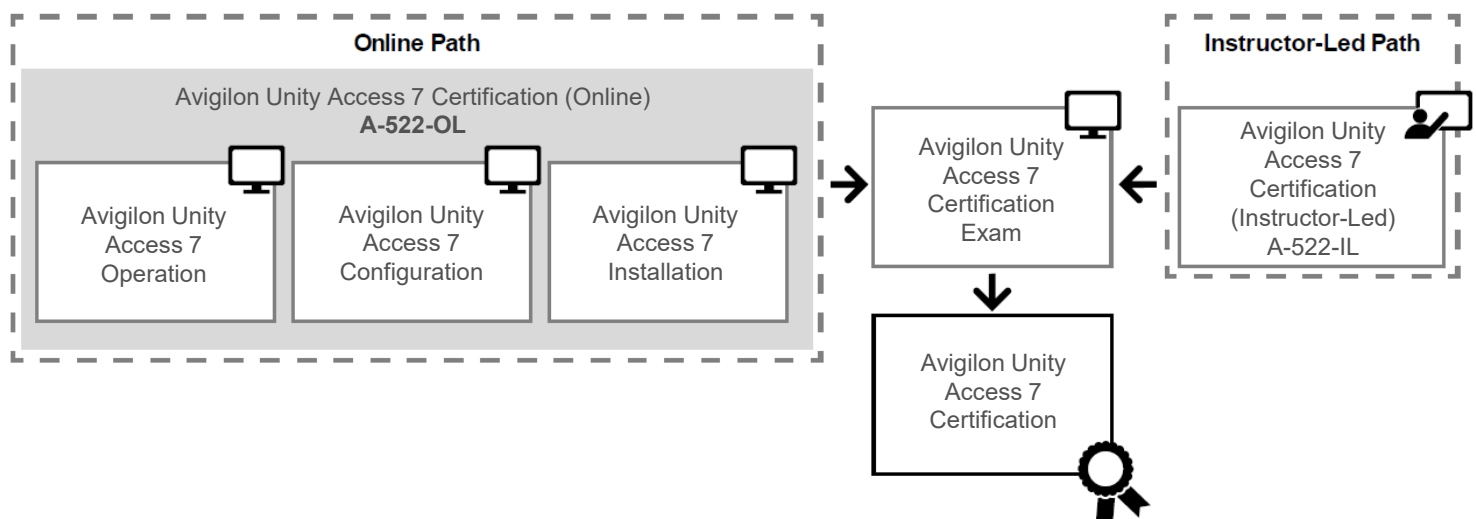 Online Path
Avigilon Unity Access 7 Certification (Online)
A-522-OL
Avigilon Unity
Access 7
Operation
Avigilon Unity
Access 7
Configuration
Avigilon Unity
Access 7
Installation
Avigilon Unity
Access 7
Certification
Exam
Instructor-Led Path
Avigilon Unity
Access 7
Certification
(Instructor-Led)
A-522-IL
Avigilon Unity
Access 7
Certification